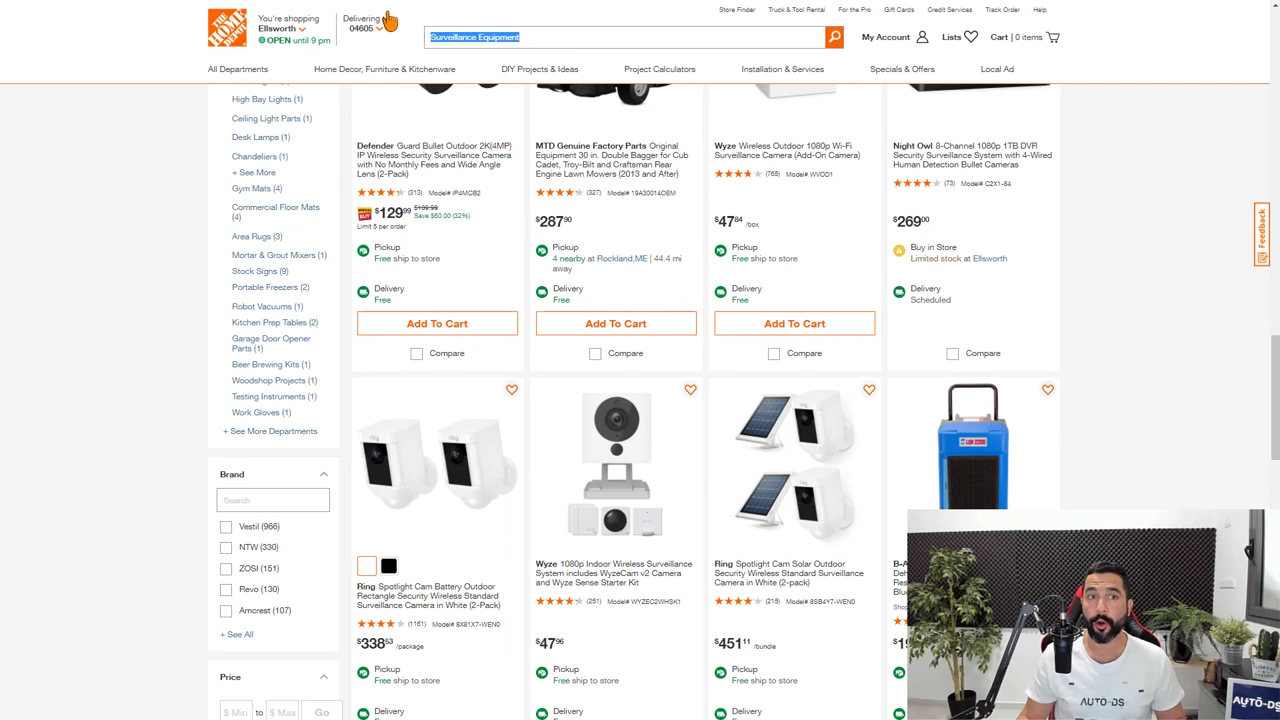 Store Finder
Truck & Tool Rental
For the Pro
Gift Cards
Credit Services
Track Order
Help
THE HOME DEPOT
You're shopping
Ellsworth
OPEN until 9 pm
Delivering
04605
Surveillance Equipment
My Account
Lists
Cart | 0 items
All Departments
Home Decor, Furniture & Kitchenware
DIY Projects & Ideas
Project Calculators
Installation & Services
Specials & Offers
Local Ad
High Bay Lights (1)
Ceiling Light Parts (1)
Desk Lamps (1)
Chandeliers (1)
+ See More
Gym Mats (4)
Commercial Floor Mats
(4)
Area Rugs (3)
Mortar & Grout Mixers (1)
Stock Signs (9)
Portable Freezers (2)
Robot Vacuums (1)
Kitchen Prep Tables (2)
Garage Door Opener
Parts (1)
Beer Brewing Kits (1)
Woodshop Projects (1)
Testing Instruments (1)
Work Gloves (1)
+ See More Departments
Brand
Search
Vestil (966)
NTW (330)
ZOSI (151)
Revo (130)
Amcrest (107)
+ See All
Price
$ Min to $ Max Go
Defender Guard Bullet Outdoor 2K(4MP)
IP Wireless Security Surveillance Camera
with No Monthly Fees and Wide Angle
Lens (2-Pack)
(313) Model# IP4MCB2
$129
Save $60.00 (32%)
Limit 5 per order
Pickup
Free ship to store
Delivery
Free
Add To Cart
Compare
MTD Genuine Factory Parts Original
Equipment 30 in. Double Bagger for Cub
Cadet, Troy-Bilt and Craftsman Rear
Engine Lawn Mowers (2013 and After)
(327) Model# 19A30014OEM
$287 90
Pickup
4 nearby at Rockland,ME | 44.4 mi
away
Delivery
Free
Add To Cart
Compare
Wyze Wireless Outdoor 1080p Wi-Fi
Surveillance Camera (Add-On Camera)
(765) Model# WVOD1
$47 84 /box
Pickup
Free ship to store
Delivery
Free
Add To Cart
Compare
Night Owl 8-Channel 1080p 1TB DVR
Security Surveillance System with 4-Wired
Human Detection Bullet Cameras
(73) Model# C2X1-84
$269 00
Buy in Store
Limited stock at Ellsworth
Delivery
Scheduled
Compare
Ring Spotlight Cam Battery Outdoor
Rectangle Security Wireless Standard
Surveillance Camera in White (2-Pack)
(1161) Model# 8X81X7-WEN0
$338 53 /package
Pickup
Free ship to store
Delivery
Wyze 1080p Indoor Wireless Surveillance
System includes WyzeCam v2 Camera
and Wyze Sense Starter Kit
(251) Model# WYZEC2WHSK1
$47 96
Pickup
Free ship to store
Delivery
Ring Spotlight Cam Solar Outdoor
Security Wireless Standard Surveillance
Camera in White (2-pack)
(215) Model# 8SB4Y7-WEN0
$451 11 /bundle
Pickup
Free ship to store
Delivery
Feedback
AUTO-DS
AUTO-DS